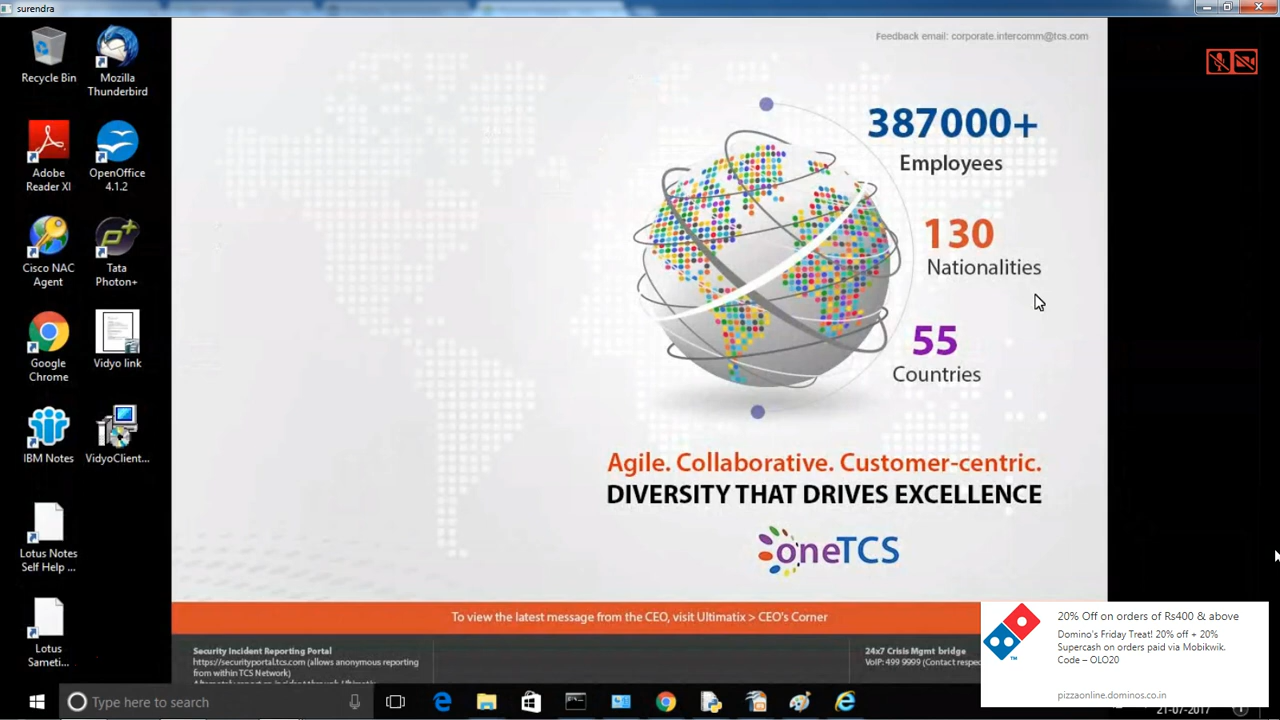 surendra
Feedback email: corporate.intercomm@tcs.com
Recycle Bin
Mozilla
Thunderbird
Adobe
Reader XI
OpenOffice
4.1.2
Cisco NAC
Agent
Tata
Photon+
Google
Chrome
Vidyo link
IBM Notes
VidyoClient...
Lotus Notes
Self Help ...
Lotus
Sameti...
387000+
Employees
130
Nationalities
55
Countries
Agile. Collaborative. Customer-centric.
DIVERSITY THAT DRIVES EXCELLENCE
oneTCS
To view the latest message from the CEO, visit Ultimatix > CEO's Corner
Security Incident Reporting Portal
https://securityportal.tcs.com (allows anonymous reporting
from within TCS Network)
24x7 Crisis Mgmt bridge
VoIP: 499 9999 (Contact
20% Off on orders of Rs400 & above
Domino's Friday Treat! 20% off + 20%
Supercash on orders paid via Mobikwik.
Code – OLO20
pizzaonline.dominos.co.in
Type here to search
21-07-2017